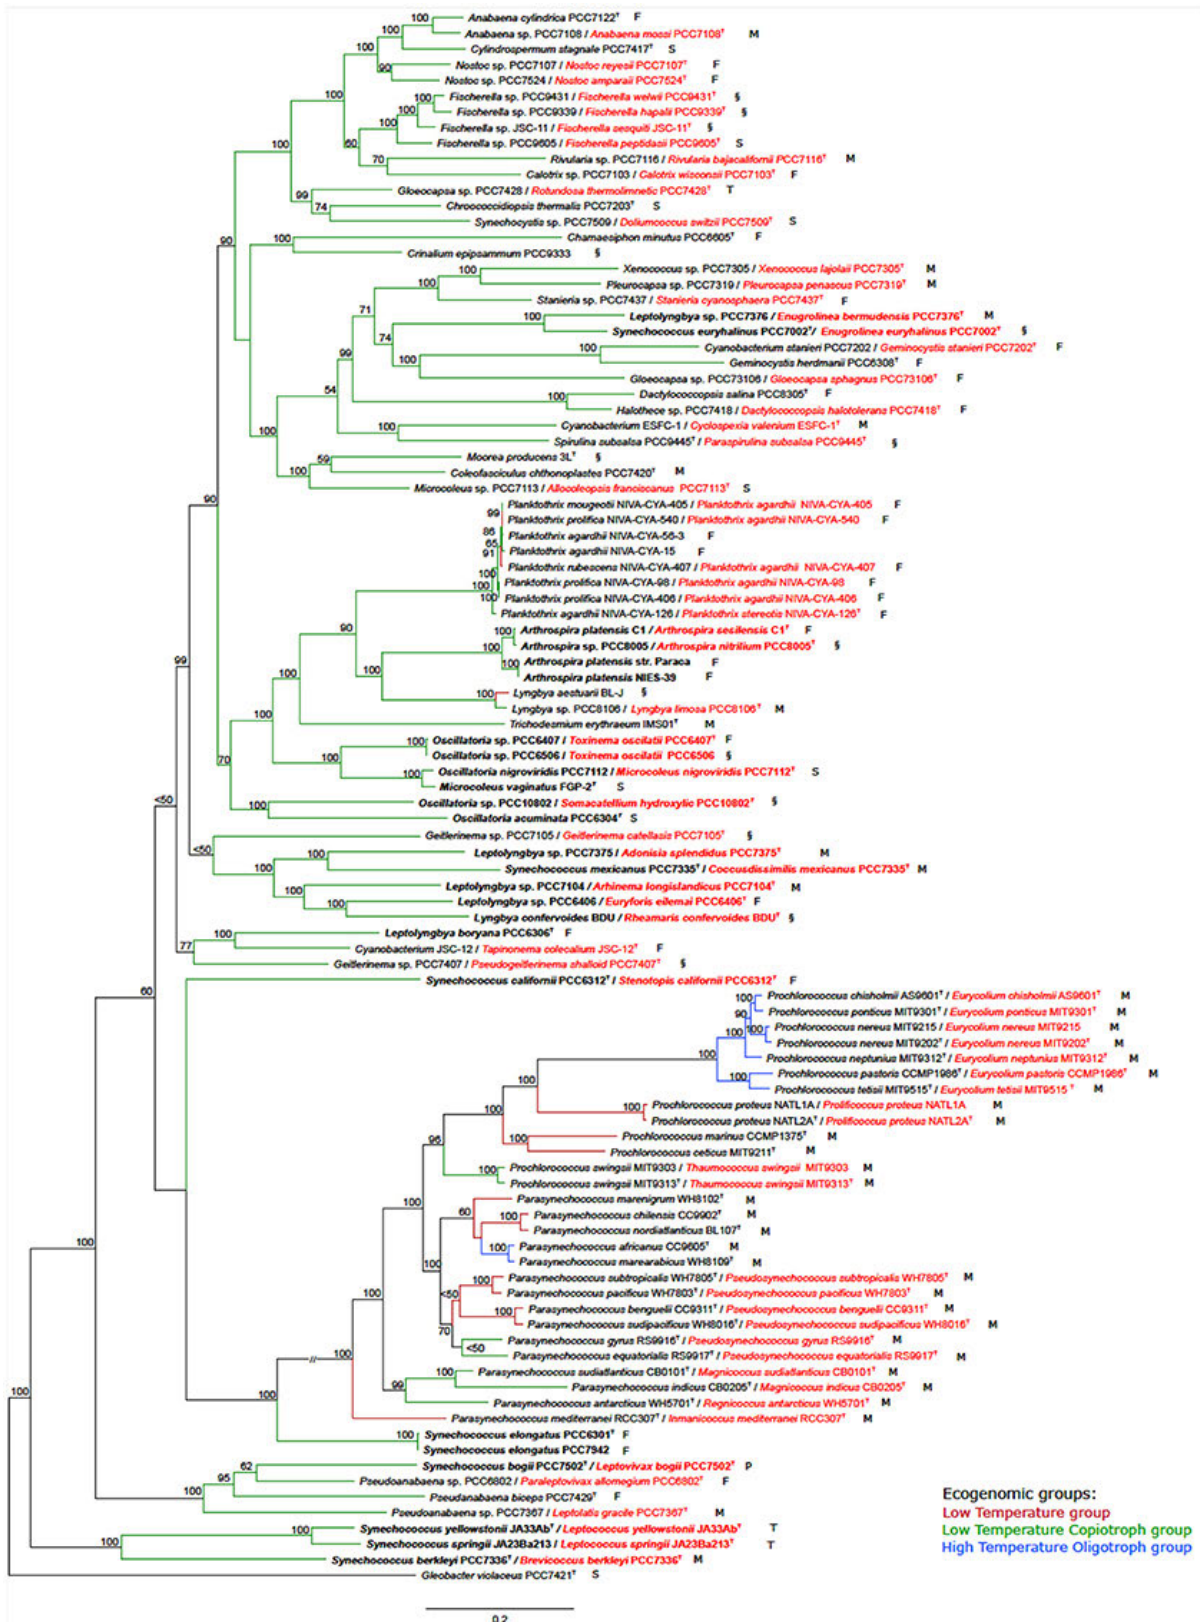 Anabaena cylindrica PCC7122† F
Anabaena sp. PCC7108 / Anabaena mossi PCC7108† M
Cylindrospermum stagnale PCC7417† S
Nostoc sp. PCC7107 / Nostoc reyesii PCC7107† F
Nostoc sp. PCC7524 / Nostoc amparaii PCC7524† F
Fischerella sp. PCC9431 / Fischerella welwii PCC9431† §
Fischerella sp. PCC9339 / Fischerella hapalii PCC9339† §
Fischerella sp. JSC-11 / Fischerella sesquiti JSC-11† §
Fischerella sp. PCC9605 / Fischerella peptidasii PCC9605† S
Rivularia sp. PCC7116 / Rivularia bajacalifornii PCC7116† M
Calotrix sp. PCC7103 / Calotrix wisconsii PCC7103† F
Gloeocapsa sp. PCC7428 / Rotundosa thermolimnetic PCC7428† T
Chroococcidiopsis thermalis PCC7203† S
Synechocystis sp. PCC7509 / Doliumcoccus switzii PCC7509† S
Chamaesiphon minutus PCC6605† F
Crinalium epipsammum PCC9333 §
Xenococcus sp. PCC7305 / Xenococcus lajolaii PCC7305† M
Pleurocapsa sp. PCC7319 / Pleurocapsa penascus PCC7319† M
Stanieria sp. PCC7437 / Stanieria cyanosphaera PCC7437† F
Leptolyngbya sp. PCC7376 / Enugrolinea bermudensis PCC7376† M
Synechococcus euryhalinus PCC7002†/ Enugrolinea euryhalinus PCC7002† §
Cyanobacterium stanieri PCC7202 / Geminocystis stanieri PCC7202† F
Geminocystis herdmanii PCC6308† F
Gloeocapsa sp. PCC73106 / Gloeocapsa sphagnus PCC73106† F
Dactylococcopsis salina PCC8305† F
Halothece sp. PCC7418 / Dactylococcopsis halotolerans PCC7418† F
Cyanobacterium ESFC-1 / Cyclospexia valenium ESFC-1† M
Spirulina subsalsa PCC9445† / Paraspirulina subsalsa PCC9445† §
Moorea producens 3L† §
Coleofasciculus chthonoplastes PCC7420† M
Microcoleus sp. PCC7113 / Allocoleopsis franciscanus PCC7113† S
Planktothrix mougeotii NIVA-CYA-405 / Planktothrix agardhii NIVA-CYA-405 F
Planktothrix prolifica NIVA-CYA-540 / Planktothrix agardhii NIVA-CYA-540 F
Planktothrix agardhii NIVA-CYA-56-3 F
Planktothrix agardhii NIVA-CYA-15 F
Planktothrix rubescens NIVA-CYA-407 / Planktothrix agardhii NIVA-CYA-407 F
Planktothrix prolifica NIVA-CYA-98 / Planktothrix agardhii NIVA-CYA-98 F
Planktothrix prolifica NIVA-CYA-406 / Planktothrix agardhii NIVA-CYA-406 F
Planktothrix agardhii NIVA-CYA-126 / Planktothrix stereotis NIVA-CYA-126† F
Arthrospira platensis C1 / Arthrospira sesilensis C1† F
Arthrospira sp. PCC8005 / Arthrospira nitrilium PCC8005† §
Arthrospira platensis str. Paraca F
Arthrospira platensis NIES-39 F
Lyngbya aestuarii BL-J §
Lyngbya sp. PCC8106 / Lyngbya limosa PCC8106† M
Trichodesmium erythraeum IMS01† M
Oscillatoria sp. PCC6407 / Toxinema oscilatii PCC6407† F
Oscillatoria sp. PCC6506 / Toxinema oscilatii PCC6506 §
Oscillatoria nigroviridis PCC7112 / Microcoleus nigroviridis PCC7112† S
Microcoleus vaginatus FGP-2† S
Oscillatoria sp. PCC10802 / Somacatellium hydroxylic PCC10802† §
Oscillatoria acuminata PCC6304† S
Geitlerinema sp. PCC7105 / Geitlerinema catellasis PCC7105† §
Leptolyngbya sp. PCC7375 / Adonisia splendidus PCC7375† M
Synechococcus mexicanus PCC7335† / Coccusdissimilis mexicanus PCC7335† M
Leptolyngbya sp. PCC7104 / Arhinema longislandicus PCC7104† M
Leptolyngbya sp. PCC6406 / Euryforis eilemai PCC6406† F
Lyngbya confervoides BDU / Rheamaris confervoides BDU† §
Leptolyngbya boryana PCC6306† F
Cyanobacterium JSC-12 / Tapinonema colecalium JSC-12† F
Geitlerinema sp. PCC7407 / Pseudogeitlerinema shalloid PCC7407† §
Synechococcus californii PCC6312† / Stenotopis californii PCC6312† F
Prochlorococcus chisholmii AS9601† / Eurycolium chisholmii AS9601† M
Prochlorococcus ponticus MIT9301† / Eurycolium ponticus MIT9301† M
Prochlorococcus nereus MIT9215 / Eurycolium nereus MIT9215 M
Prochlorococcus nereus MIT9202† / Eurycolium nereus MIT9202† M
Prochlorococcus neptunius MIT9312† / Eurycolium neptunius MIT9312† M
Prochlorococcus pastoris CCMP1986† / Eurycolium pastoris CCMP1986† M
Prochlorococcus tetisii MIT9515† / Eurycolium tetisii MIT9515 † M
Prochlorococcus proteus NATL1A / Prolificoccus proteus NATL1A M
Prochlorococcus proteus NATL2A† / Prolificoccus proteus NATL2A† M
Prochlorococcus marinus CCMP1375† M
Prochlorococcus ceticus MIT9211† M
Prochlorococcus swingsii MIT9303 / Thaumococcus swingsii MIT9303 M
Prochlorococcus swingsii MIT9313† / Thaumococcus swingsii MIT9313† M
Parasynechococcus marenigrum WH8102† M
Parasynechococcus chilensis CC9902† M
Parasynechococcus nordiatlanticus BL107† M
Parasynechococcus africanus CC9605† M
Parasynechococcus marearabicus WH8109† M
Parasynechococcus subtropicalis WH7805† / Pseudosynechococcus subtropicalis WH7805† M
Parasynechococcus pacificus WH7803† / Pseudosynechococcus pacificus WH7803† M
Parasynechococcus benguelii CC9311† / Pseudosynechococcus benguelii CC9311† M
Parasynechococcus sudipacificus WH8016† / Pseudosynechococcus sudipacificus WH8016† M
Parasynechococcus gyrus RS9916† / Pseudosynechococcus gyrus RS9916† M
Parasynechococcus equatorialis RS9917† / Pseudosynechococcus equatorialis RS9917† M
Parasynechococcus sudiatlanticus CB0101† / Magnicoccus sudiatlanticus CB0101† M
Parasynechococcus indicus CB0205† / Magnicoccus indicus CB0205† M
Parasynechococcus antarcticus WH5701† / Regnicoccus antarcticus WH5701† M
Parasynechococcus mediterranei RCC307† / Inmanicoccus mediterranei RCC307† M
Synechococcus elongatus PCC6301† F
Synechococcus elongatus PCC7942 F
Synechococcus bogii PCC7502† / Leptovivax bogii PCC7502† P
Pseudoanabaena sp. PCC6802 / Paraleptovivax allomegium PCC6802† F
Pseudanabaena biceps PCC7429† F
Pseudoanabaena sp. PCC7367 / Leptolatis gracile PCC7367† M
Synechococcus yellowstonii JA33Ab† / Leptococcus yellowstonii JA33Ab† T
Synechococcus springii JA23Ba213 / Leptococcus springii JA23Ba213† T
Synechococcus berkleyi PCC7336† / Brevicoccus berkleyi PCC7336† M
Gleobacter violaceus PCC7421† S
Ecogenomic groups:
Low Temperature group
Low Temperature Copiotroph group
High Temperature Oligotroph group
0.2